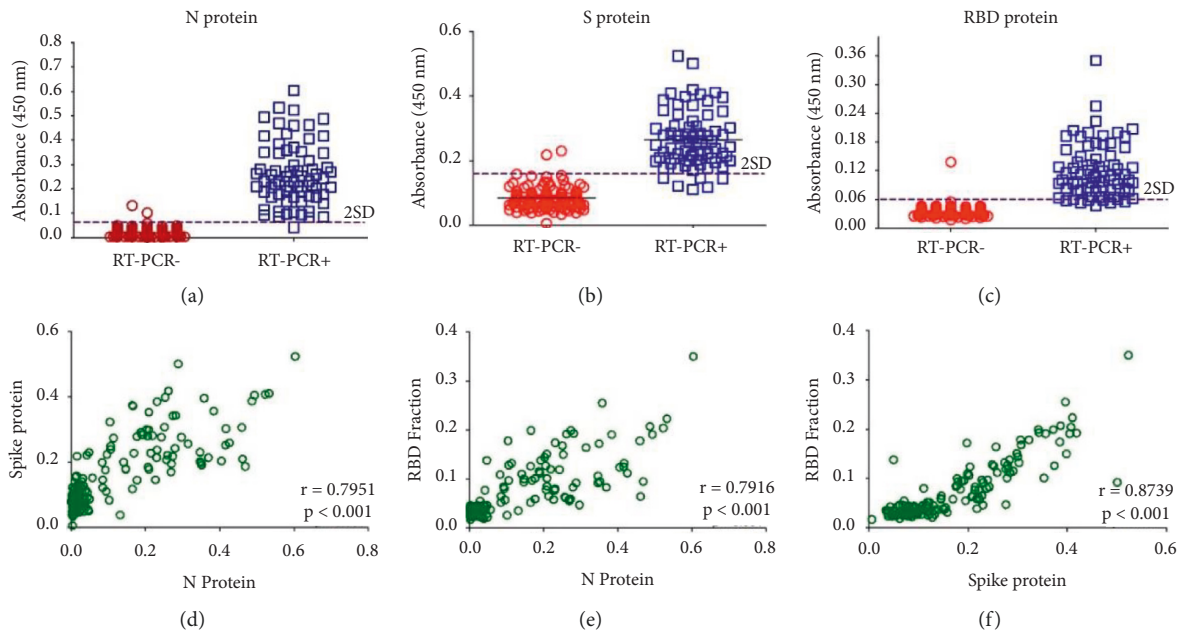 N protein
Absorbance (450 nm)
0.8
0.7
0.6
0.5
0.4
0.3
0.2
0.1
0.0
2SD
RT-PCR-
RT-PCR+
(a)
S protein
Absorbance (450 nm)
0.6
0.4
0.2
0.0
2SD
RT-PCR-
RT-PCR+
(b)
RBD protein
Absorbance (450 nm)
0.36
0.30
0.24
0.18
0.12
0.06
0.00
2SD
RT-PCR-
RT-PCR+
(c)
Spike protein
0.6
0.4
0.2
0.0
r = 0.7951
p < 0.001
0.0 0.2 0.4 0.6 0.8
N Protein
(d)
RBD Fraction
0.4
0.3
0.2
0.1
0.0
r = 0.7916
p < 0.001
0.0 0.2 0.4 0.6 0.8
N Protein
(e)
RBD Fraction
0.4
0.3
0.2
0.1
0.0
r = 0.8739
p < 0.001
0.0 0.2 0.4 0.6
Spike protein
(f)